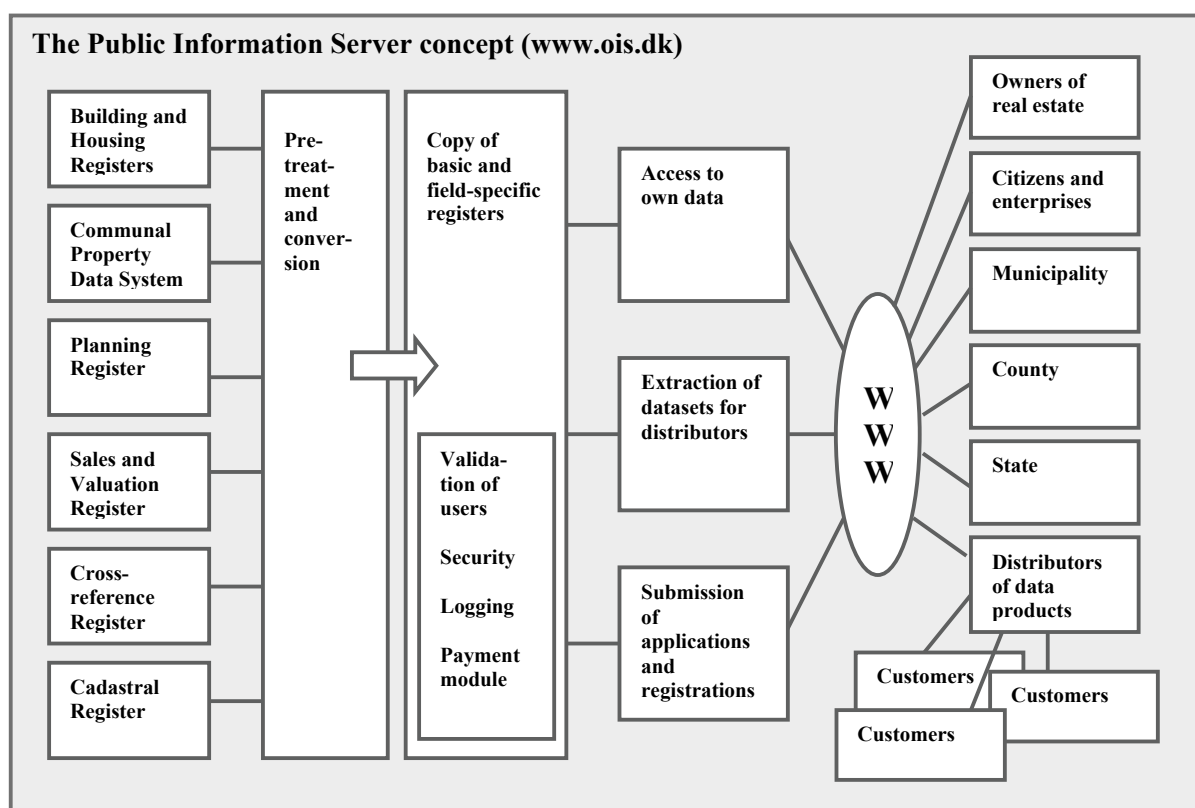 The Public Information Server concept (www.ois.dk)
Building and
Housing
Registers
Communal
Property
Data System
Planning
Register
Sales and
Valuation
Register
Cross-
reference
Register
Cadastral
Register
Pre-
treat-
ment
and
conver-
sion
Copy of
basic and
field-specific
registers
Valida-
tion of
users
Security
Logging
Payment
module
Access to
own data
Extraction of
datasets for
distributors
Submission
of
applications
and
registrations
W
W
W
Owners of
real estate
Citizens and
enterprises
Municipality
County
State
Distributors
of data
products
Customers
Customers
Customers